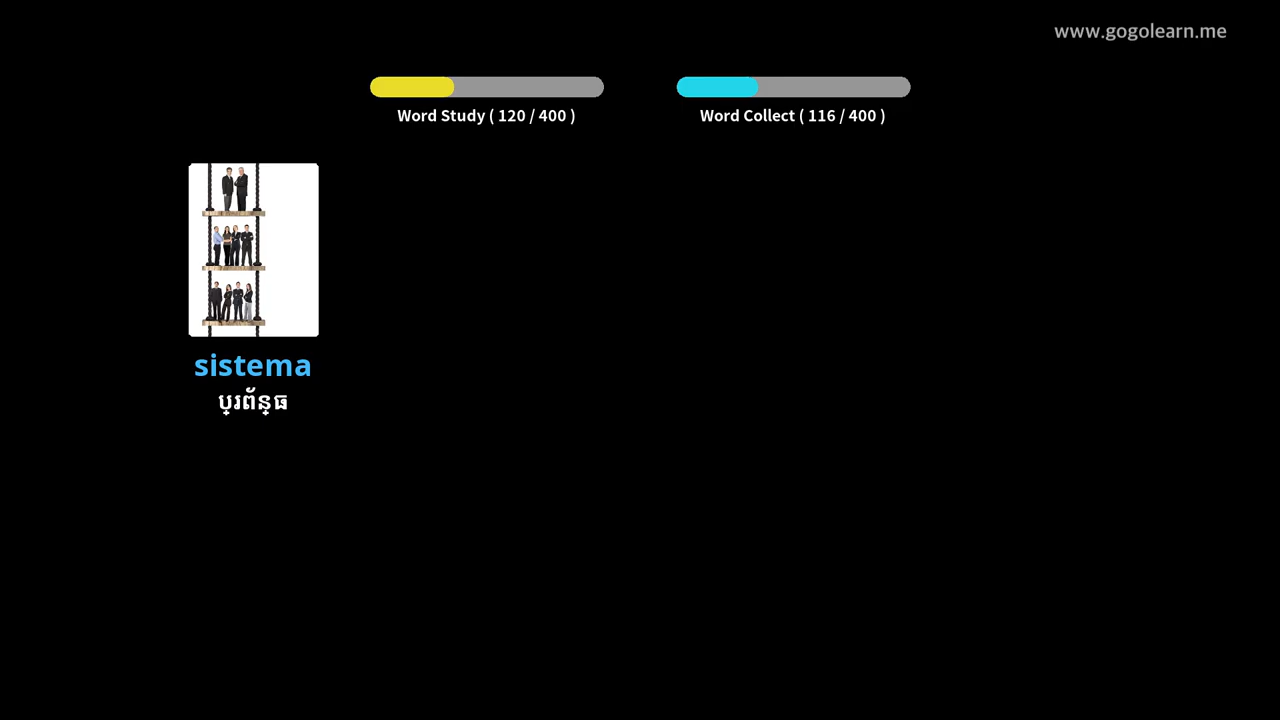 www.gogolearn.me
Word Study ( 120 / 400 )
Word Collect ( 116 / 400 )
sistema
ប្រព័ន្ធ